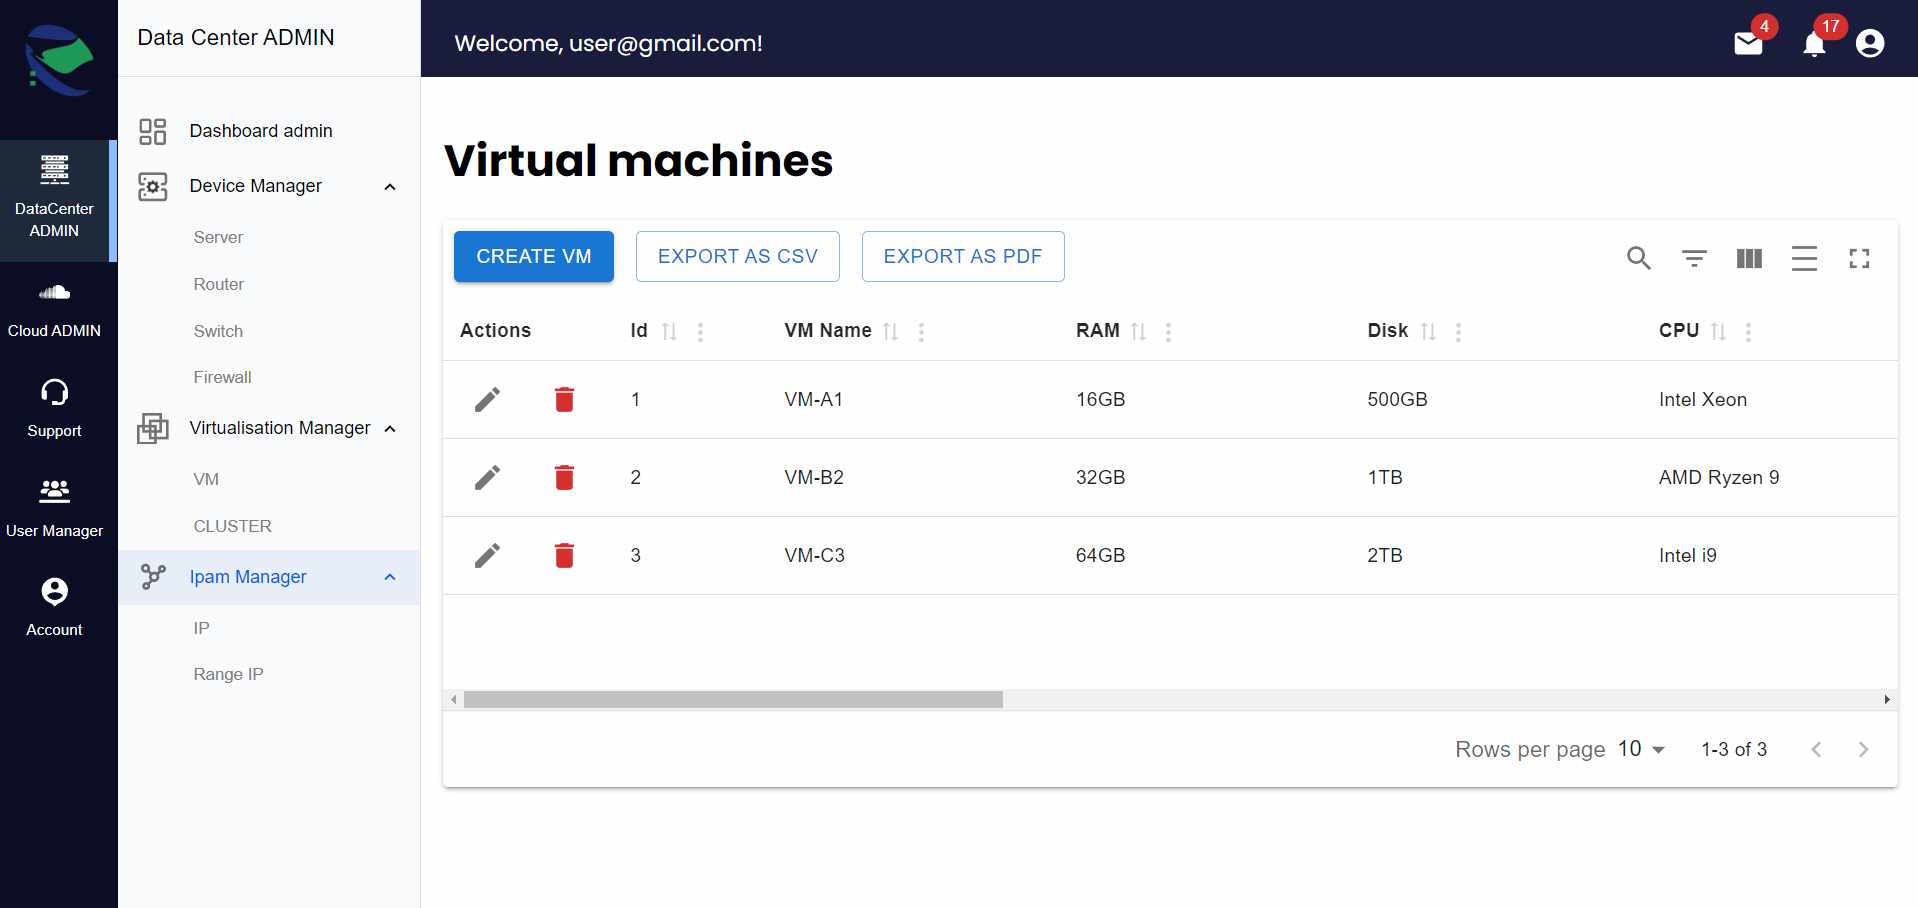 Data Center ADMIN
Welcome, user@gmail.com!
4
17
DataCenter
ADMIN
Cloud ADMIN
Support
User Manager
Account
Dashboard admin
Device Manager
Server
Router
Switch
Firewall
Virtualisation Manager
VM
CLUSTER
Ipam Manager
IP
Range IP
Virtual machines
CREATE VM EXPORT AS CSV EXPORT AS PDF
Actions Id VM Name RAM Disk CPU
1 VM-A1 16GB 500GB Intel Xeon
2 VM-B2 32GB 1TB AMD Ryzen 9
3 VM-C3 64GB 2TB Intel i9
Rows per page 10 1-3 of 3